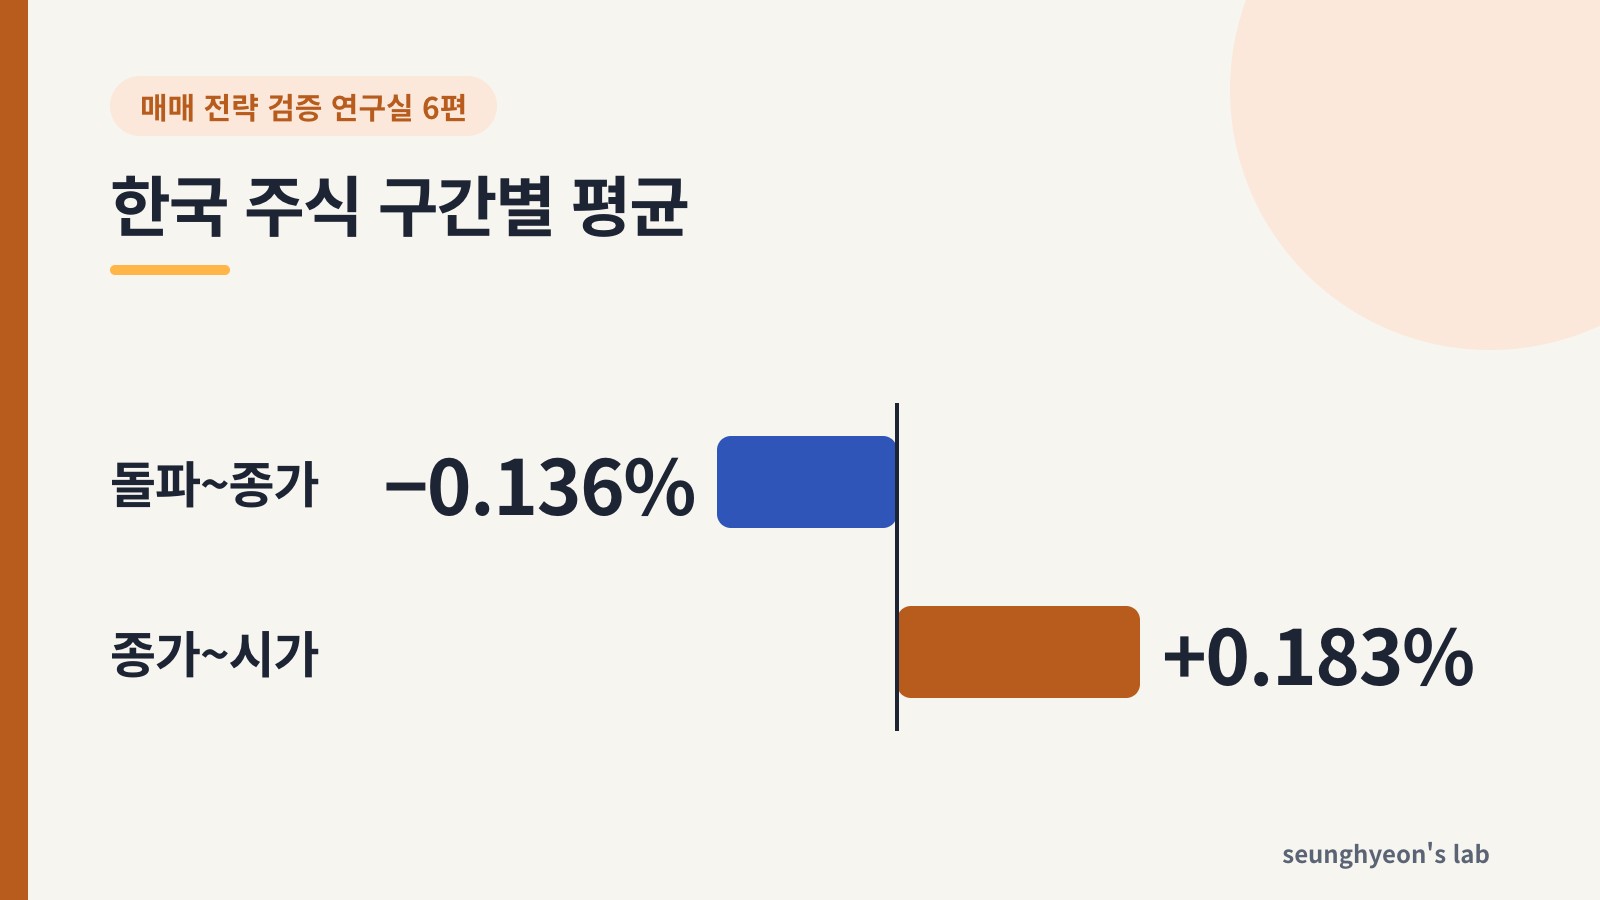 매매 전략 검증 연구실 6편
한국 주식 구간별 평균
돌파~종가 −0.136%
종가~시가 +0.183%
seunghyeon's lab